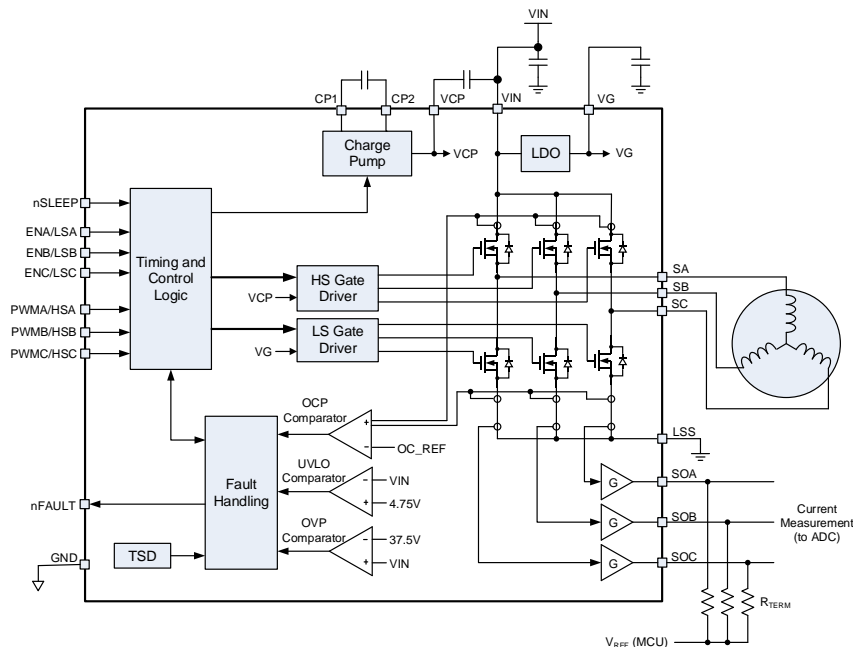 VIN
CP1
CP2
VCP
VIN
VG
Charge
Pump
VCP
LDO
VG
nSLEEP
ENA/LSA
ENB/LSB
ENC/LSC
PWMA/HSA
PWMB/HSB
PWMC/HSC
Timing and
Control
Logic
HS Gate
Driver
VCP
LS Gate
Driver
VG
SA
SB
SC
OCP
Comparator
+
−
OC_REF
UVLO
Comparator
−
VIN
+
4.75V
OVP
Comparator
−
37.5V
+
VIN
Fault
Handling
TSD
nFAULT
GND
LSS
G
SOA
G
SOB
G
SOC
Current
Measurement
(to ADC)
RTERM
VREF (MCU)